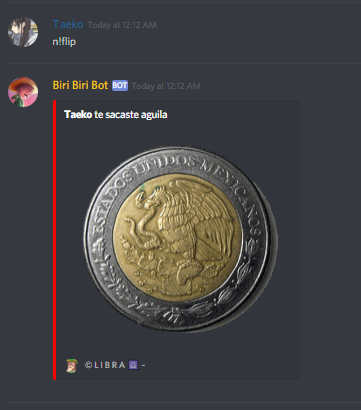 Taeko Today at 12:12 AM
n!flip
Biri Biri Bot BOT Today at 12:12 AM
Taeko te sacaste aguila
ESTADOS UNIDOS MEXICANOS
©LIBRA ♎ -